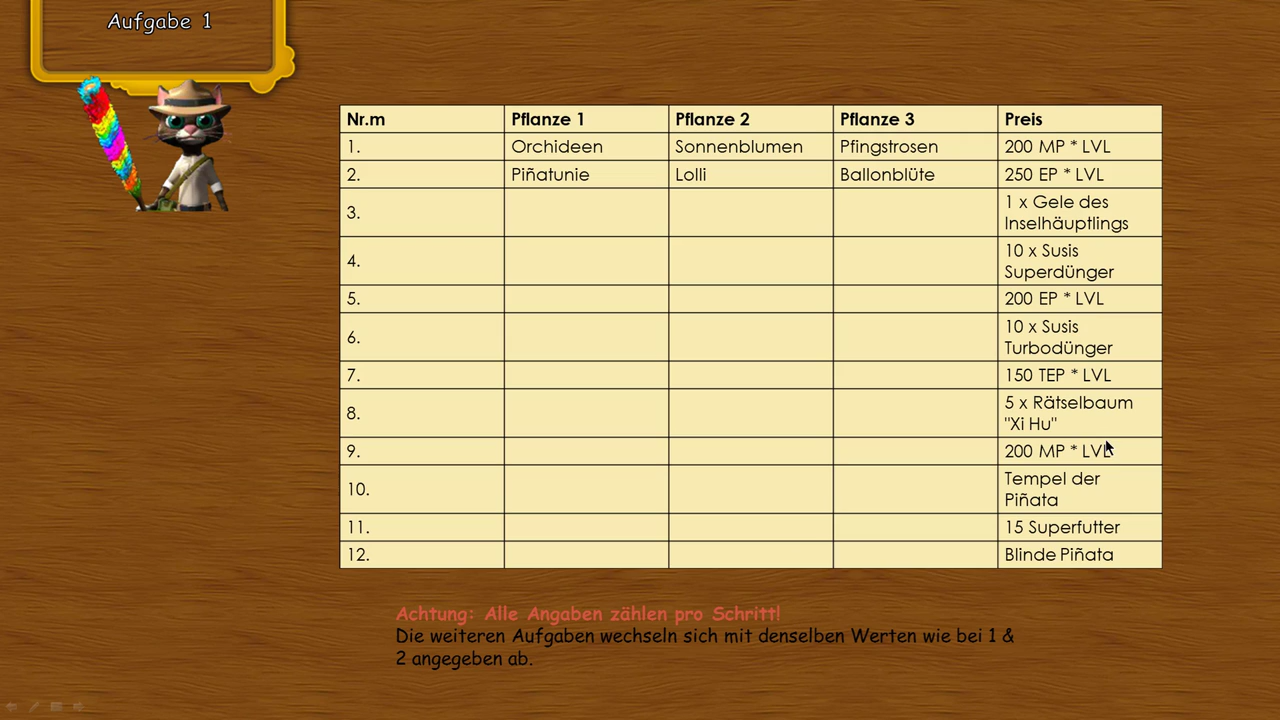 Aufgabe 1
Nr.m Pflanze 1 Pflanze 2 Pflanze 3 Preis
1. Orchideen Sonnenblumen Pfingstrosen 200 MP * LVL
2. Piñatunie Lolli Ballonblüte 250 EP * LVL
3. 1 x Gele des
Inselhäuptlings
4. 10 x Susis
Superdünger
5. 200 EP * LVL
6. 10 x Susis
Turbodünger
7. 150 TEP * LVL
8. 5 x Rätselbaum
"Xi Hu"
9. 200 MP * LVL
10. Tempel der
Piñata
11. 15 Superfutter
12. Blinde Piñata
Achtung: Alle Angaben zählen pro Schritt!
Die weiteren Aufgaben wechseln sich mit denselben Werten wie bei 1 &
2 angegeben ab.